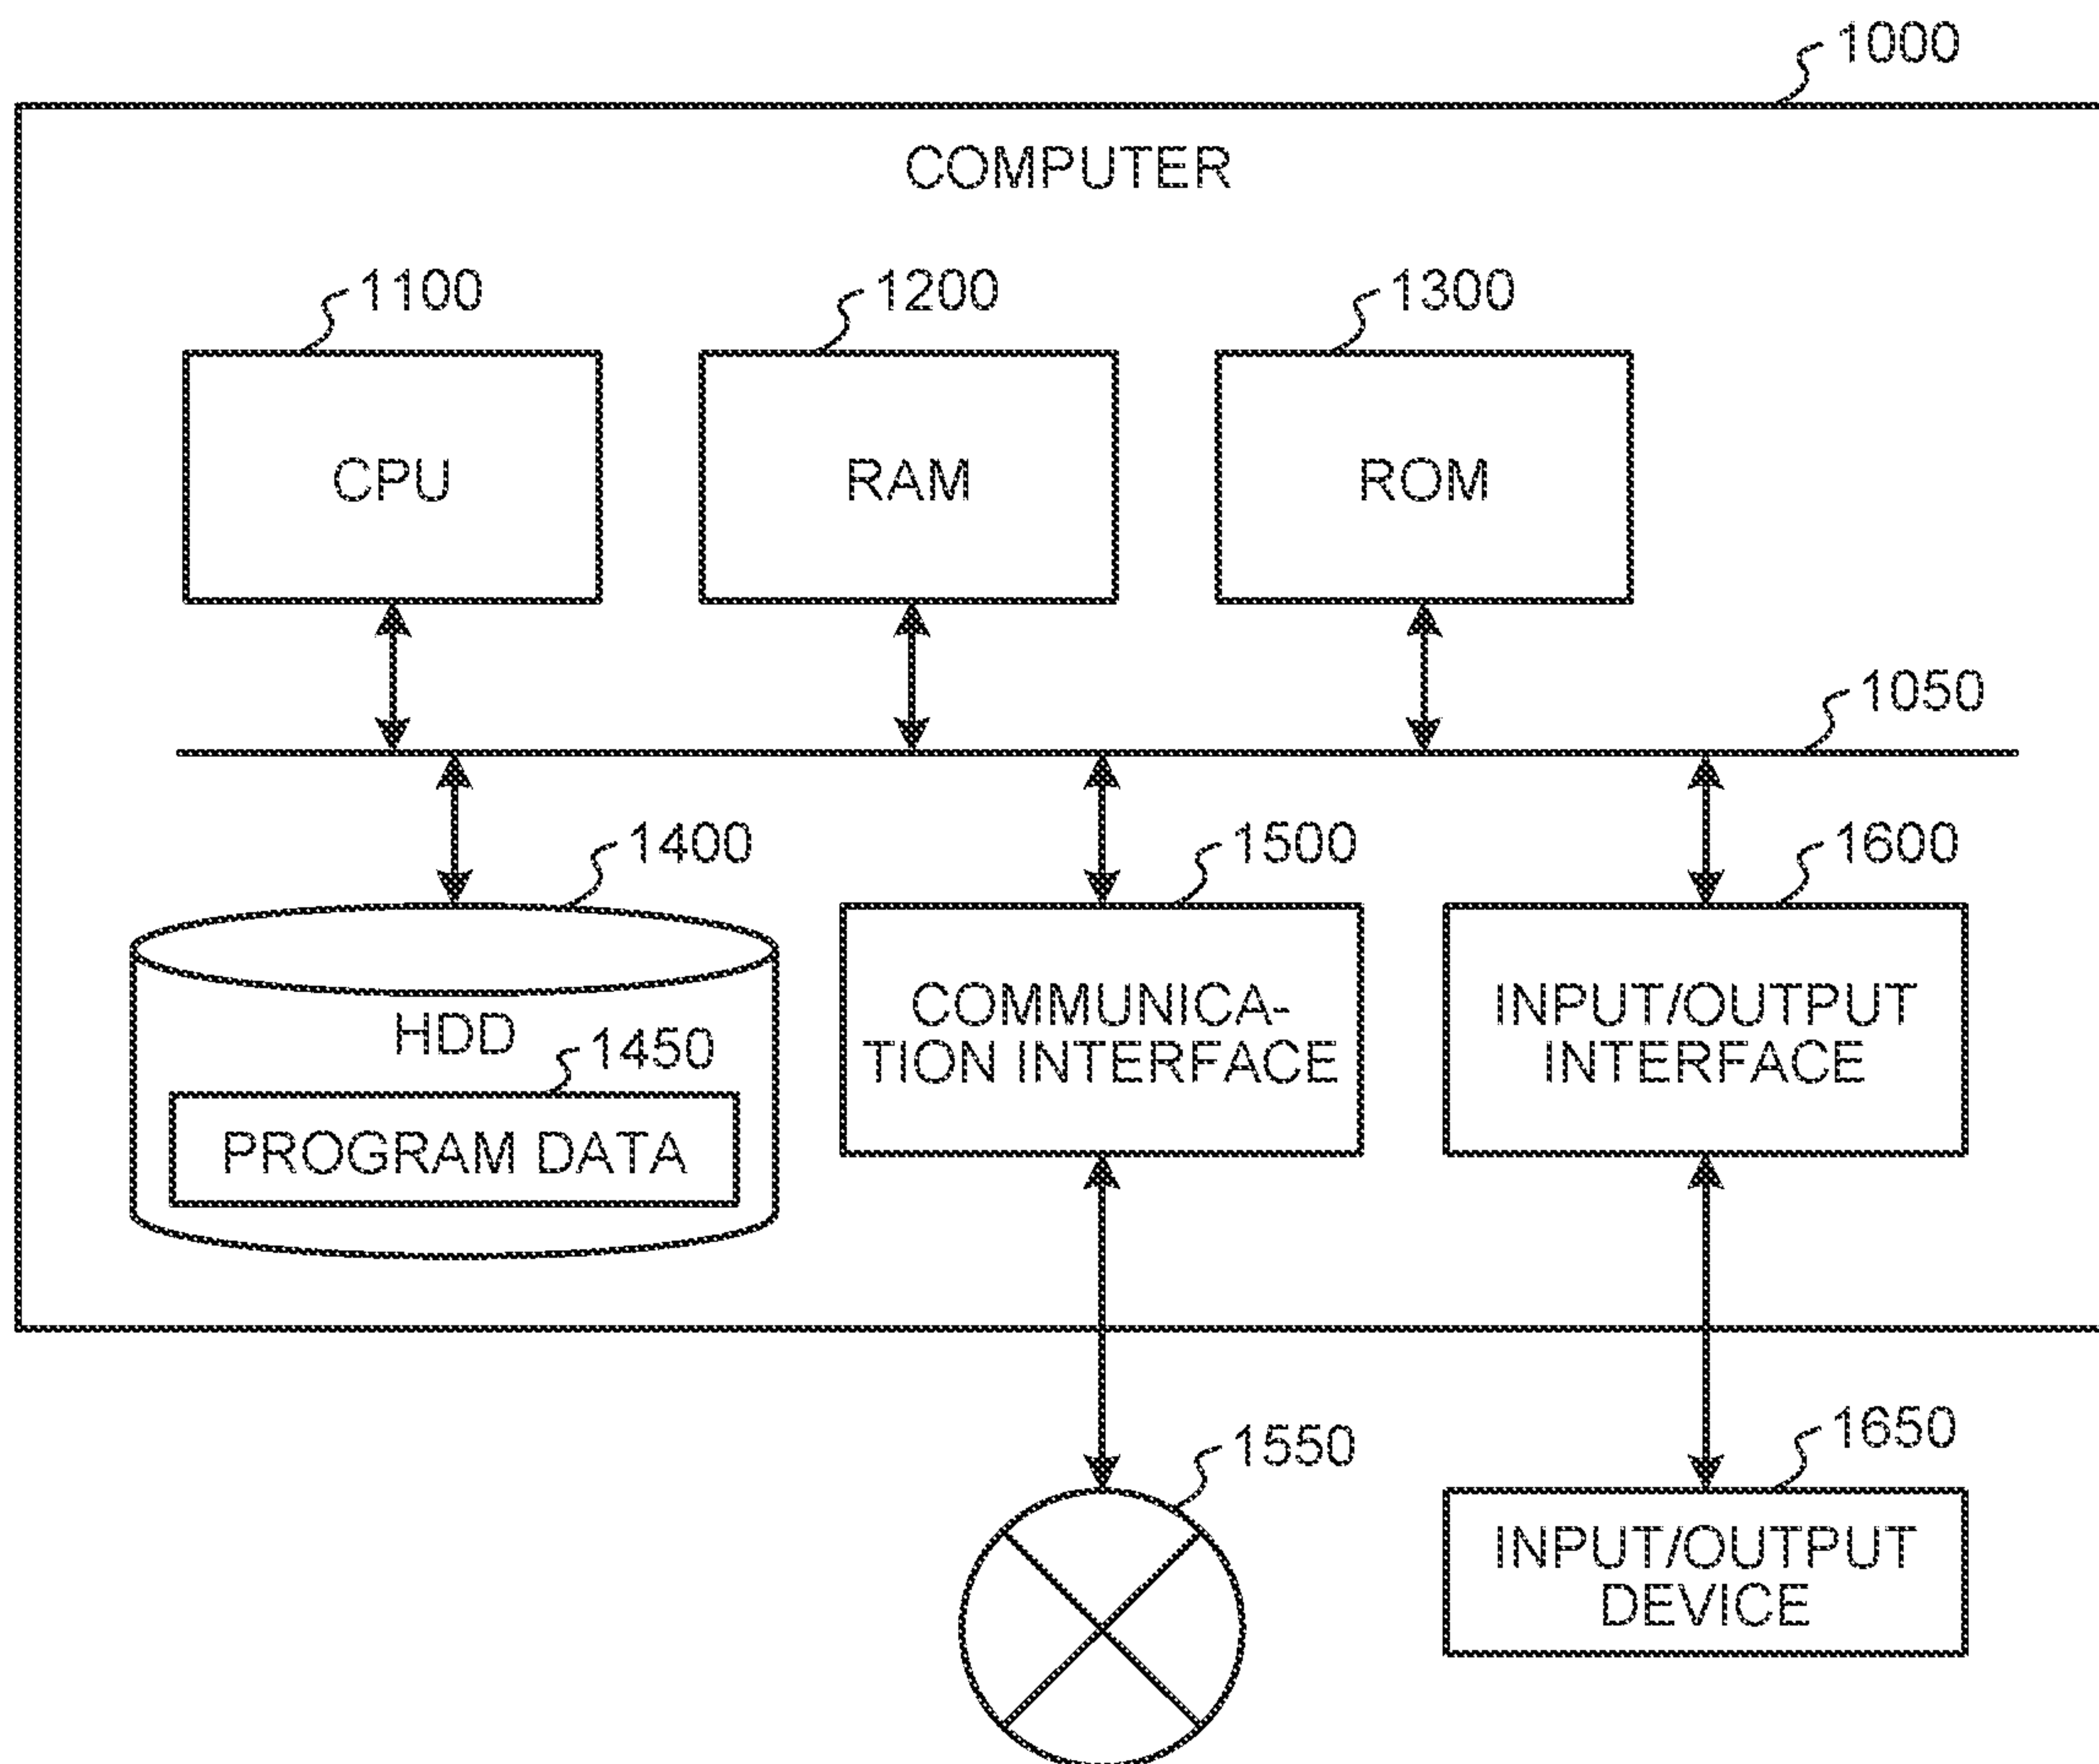 1000
COMPUTER
1100
1200
1300
CPU
RAM
ROM
1050
1400
1500
1600
HDD
1450
PROGRAM DATA
COMMUNICA-
TION INTERFACE
INPUT/OUTPUT
INTERFACE
1550
1650
INPUT/OUTPUT
DEVICE